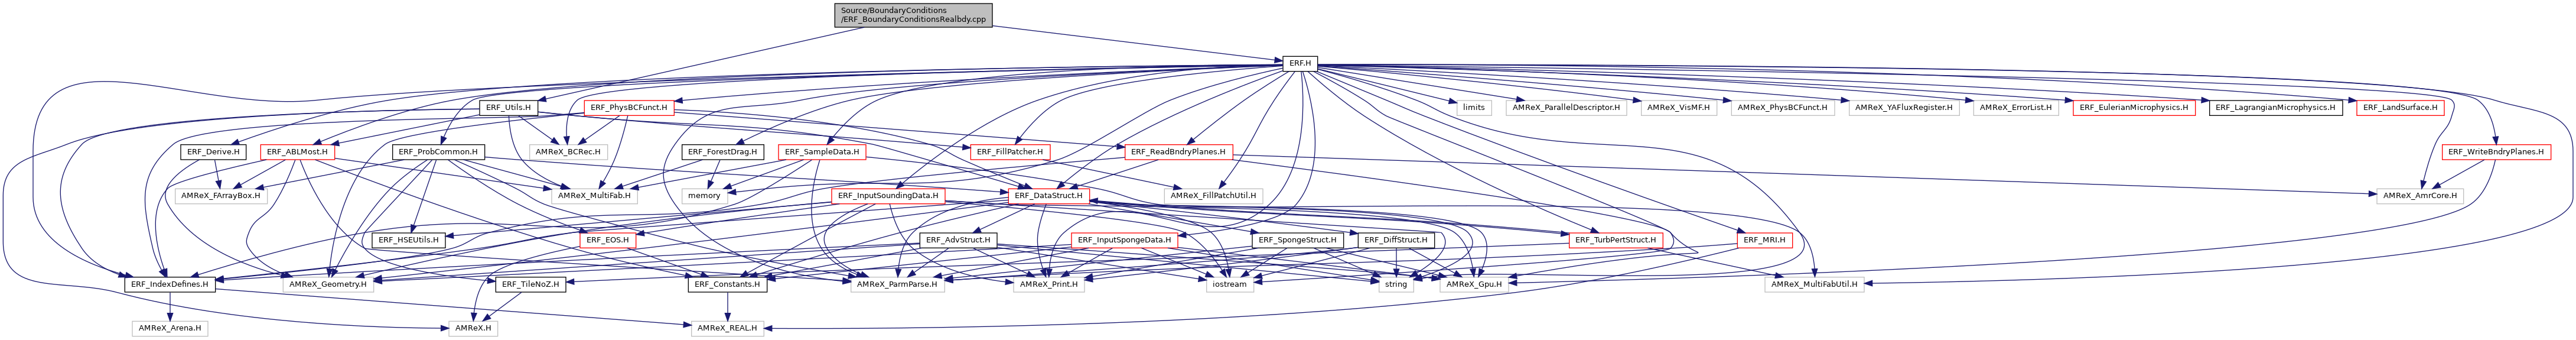 Source/BoundaryConditions
/ERF_BoundaryConditionsRealbdy.cpp
ERF.H
ERF_Utils.H
ERF_PhysBCFunct.H
limits
AMReX_ParallelDescriptor.H
AMReX_VisMF.H
AMReX_PhysBCFunct.H
AMReX_YAFluxRegister.H
AMReX_ErrorList.H
ERF_EulerianMicrophysics.H
ERF_LagrangianMicrophysics.H
ERF_LandSurface.H
ERF_Derive.H
ERF_ABLMost.H
ERF_ProbCommon.H
AMReX_BCRec.H
ERF_ForestDrag.H
ERF_SampleData.H
ERF_FillPatcher.H
ERF_ReadBndryPlanes.H
ERF_WriteBndryPlanes.H
AMReX_FArrayBox.H
AMReX_MultiFab.H
memory
ERF_InputSoundingData.H
ERF_DataStruct.H
AMReX_FillPatchUtil.H
AMReX_AmrCore.H
ERF_HSEUtils.H
ERF_EOS.H
ERF_AdvStruct.H
ERF_InputSpongeData.H
ERF_SpongeStruct.H
ERF_DiffStruct.H
ERF_TurbPertStruct.H
ERF_MRI.H
ERF_IndexDefines.H
AMReX_Geometry.H
ERF_TileNoZ.H
ERF_Constants.H
AMReX_ParmParse.H
AMReX_Print.H
iostream
string
AMReX_Gpu.H
AMReX_MultiFabUtil.H
AMReX_Arena.H
AMReX.H
AMReX_REAL.H